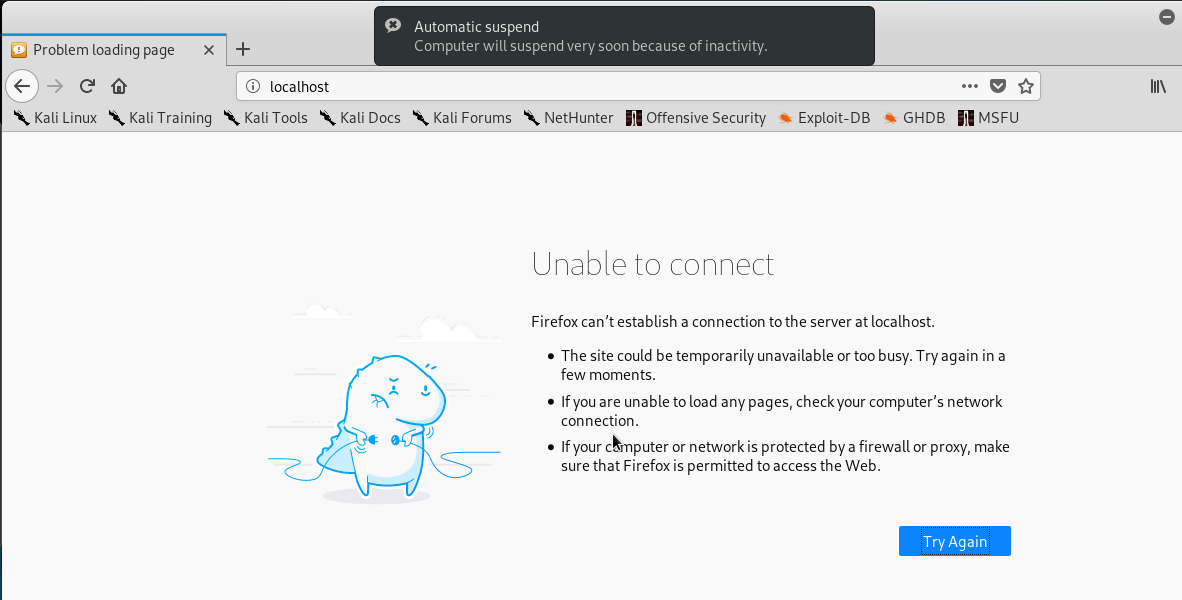 Automatic suspend
Computer will suspend very soon because of inactivity.
Problem loading page
localhost
Kali Linux Kali Training Kali Tools Kali Docs Kali Forums NetHunter Offensive Security Exploit-DB GHDB MSFU
Unable to connect
Firefox can’t establish a connection to the server at localhost.
The site could be temporarily unavailable or too busy. Try again in a
few moments.
If you are unable to load any pages, check your computer’s network
connection.
If your computer or network is protected by a firewall or proxy, make
sure that Firefox is permitted to access the Web.
Try Again